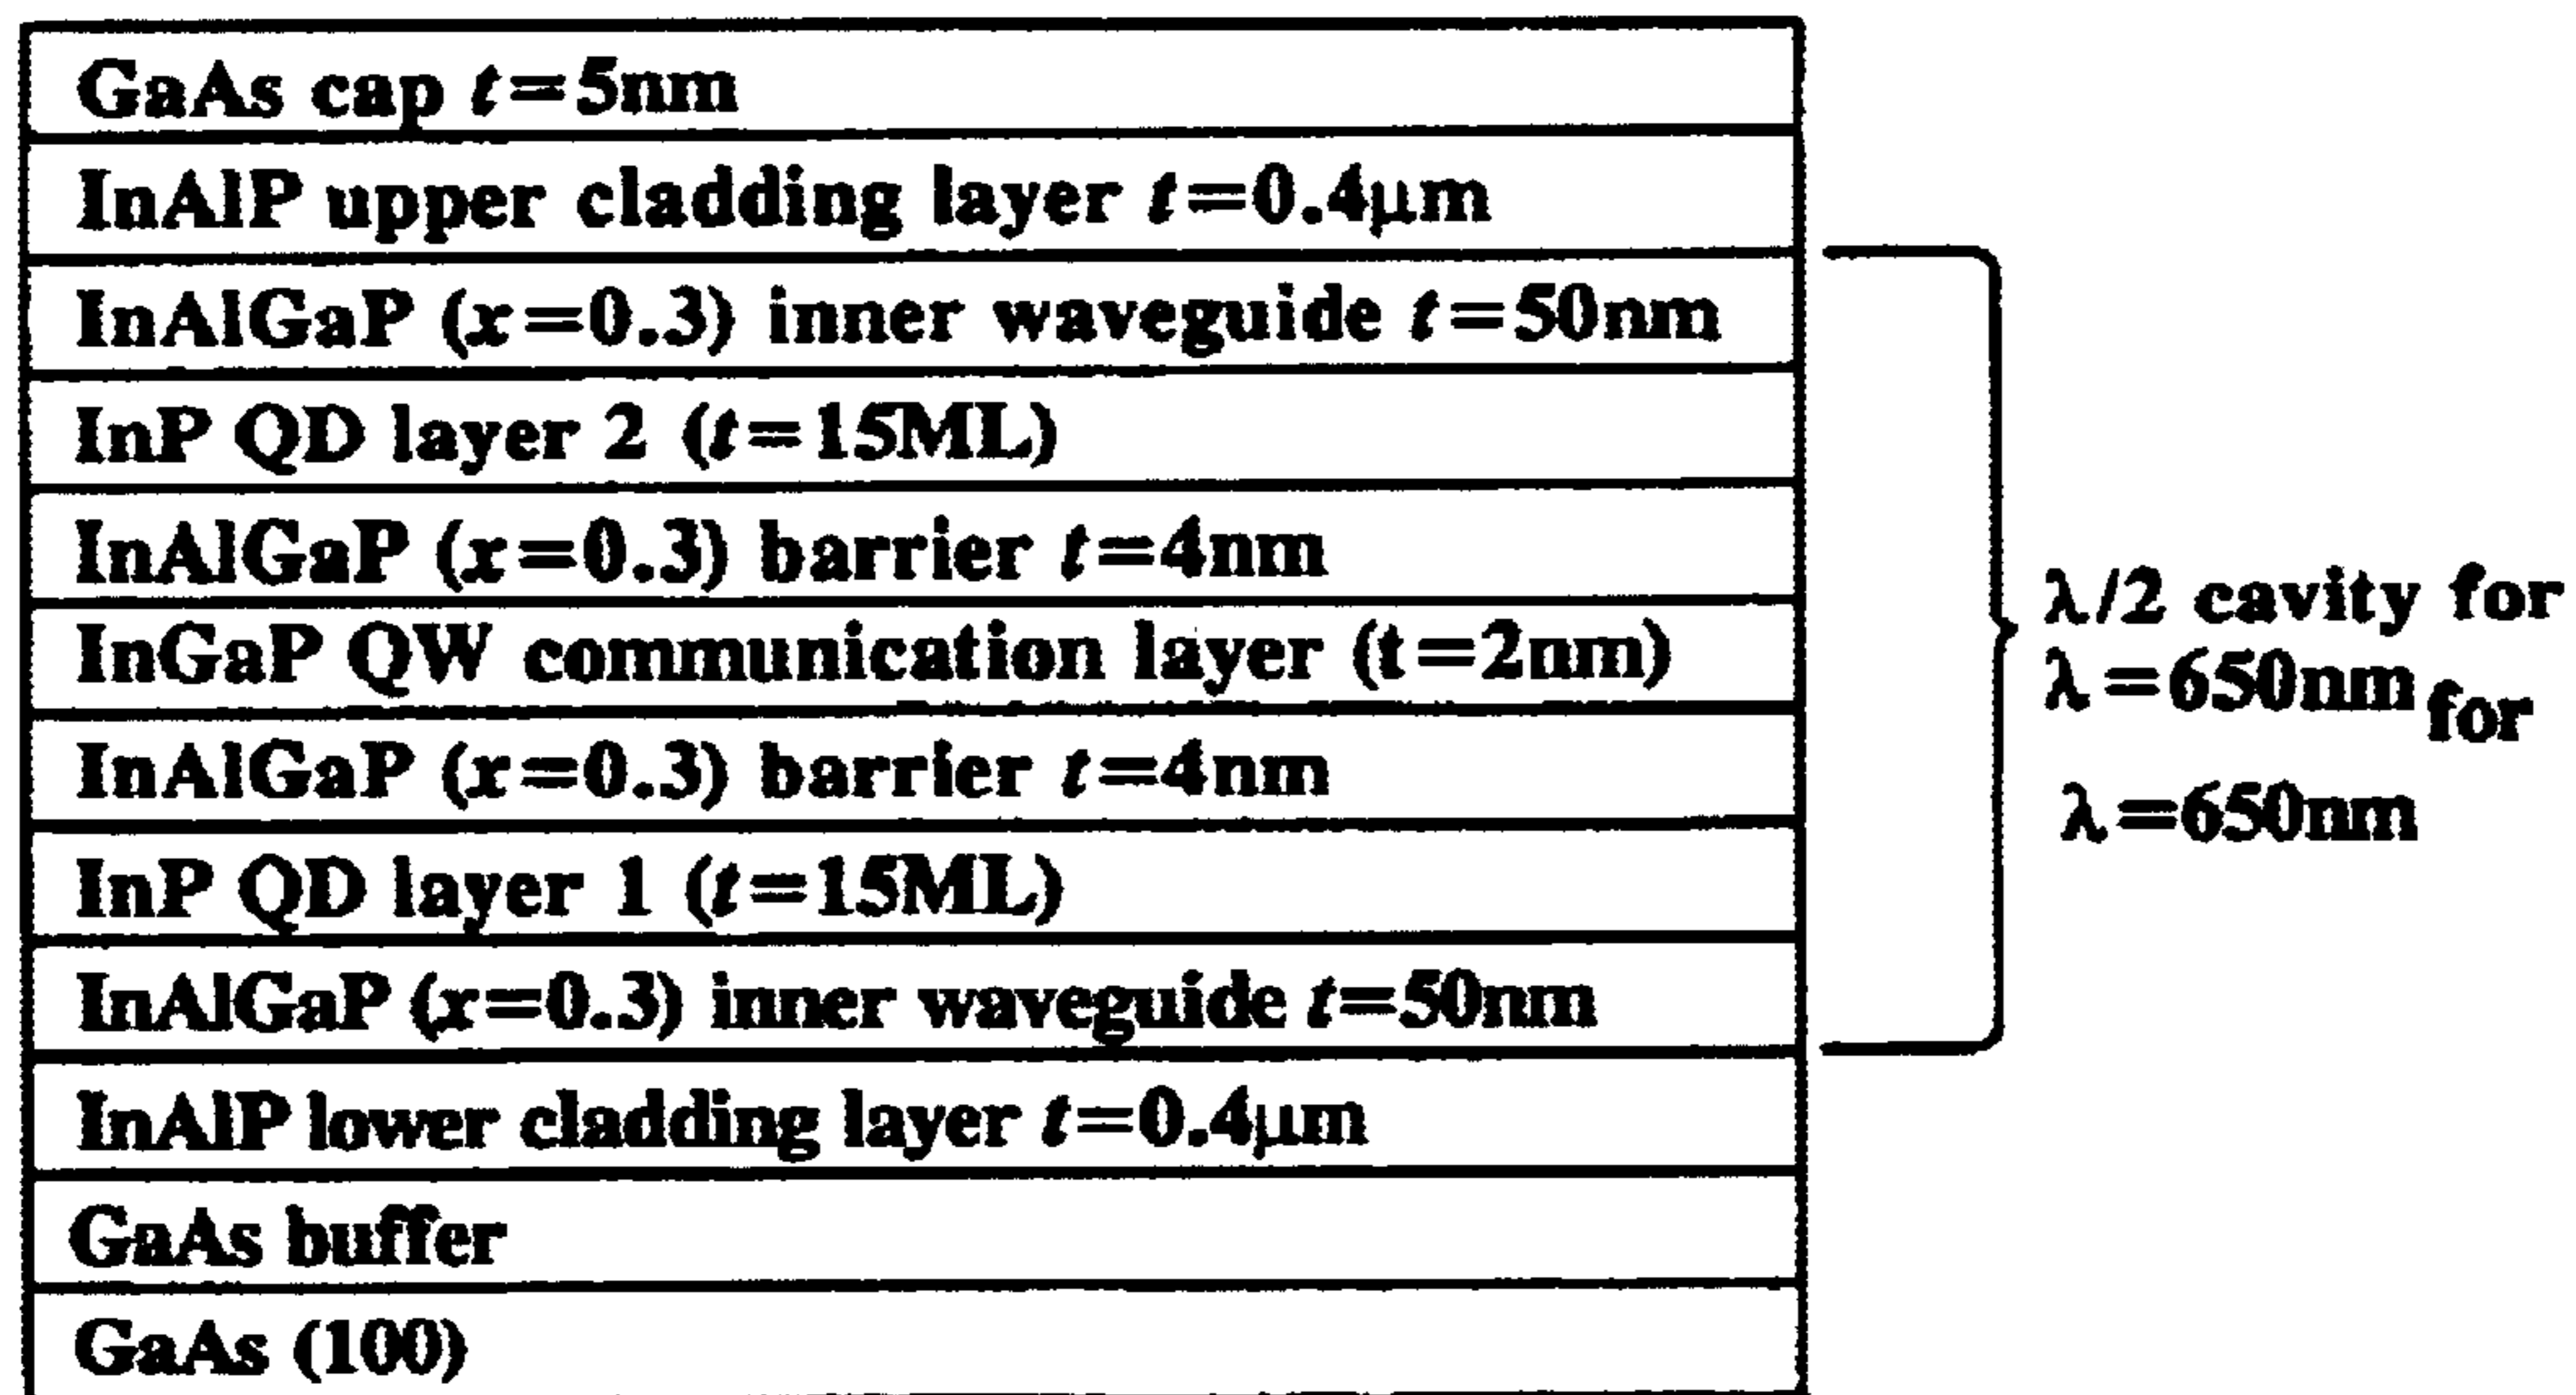 GaAs cap t=5nm
InAlP upper cladding layer t=0.4μm
InAlGaP (x=0.3) inner waveguide t=50nm
InP QD layer 2 (t=15ML)
InAlGaP (x=0.3) barrier t=4nm
InGaP QW communication layer (t=2nm)
InAlGaP (x=0.3) barrier t=4nm
InP QD layer 1 (t=15ML)
InAlGaP (x=0.3) inner waveguide t=50nm
InAlP lower cladding layer t=0.4μm
GaAs buffer
GaAs (100)
λ/2 cavity for
λ=650nm for
λ=650nm